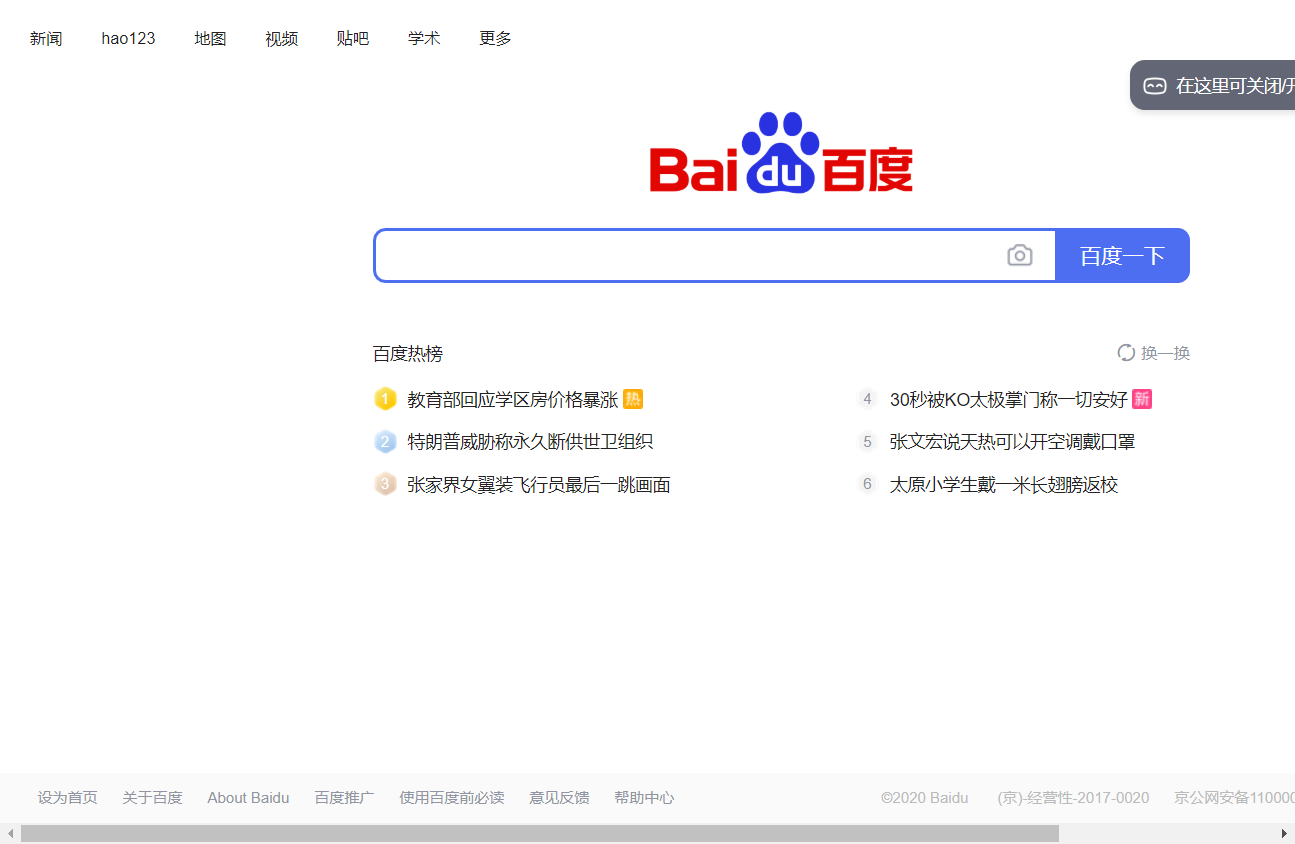 新闻 hao123 地图 视频 贴吧 学术 更多
在这里可关闭/
Bai du 百度
百度一下
百度热榜 换一换
1 教育部回应学区房价格暴涨 热
2 特朗普威胁称永久断供世卫组织
3 张家界女翼装飞行员最后一跳画面
4 30秒被KO太极掌门称一切安好 新
5 张文宏说天热可以开空调戴口罩
6 太原小学生戴一米长翅膀返校
设为首页 关于百度 About Baidu 百度推广 使用百度前必读 意见反馈 帮助中心 ©2020 Baidu (京)-经营性-2017-0020 京公网安备110000